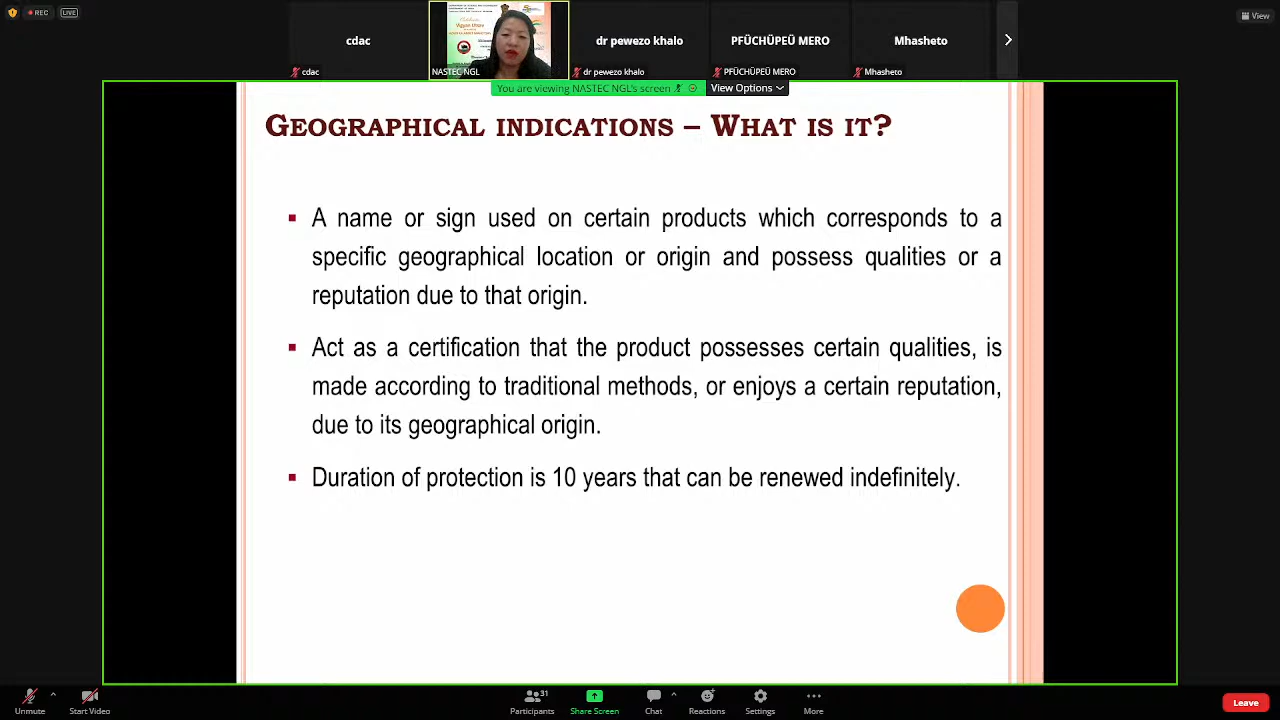 REC
LIVE
View
cdac
dr pewezo khalo
PFÜCHÜPEÜ MERO
Mhasheto
cdac
NASTEC NGL
dr pewezo khalo
PFÜCHÜPEÜ MERO
Mhasheto
You are viewing NASTEC NGL's screen
View Options
GEOGRAPHICAL INDICATIONS – WHAT IS IT?
A name or sign used on certain products which corresponds to a
specific geographical location or origin and possess qualities or a
reputation due to that origin.
Act as a certification that the product possesses certain qualities, is
made according to traditional methods, or enjoys a certain reputation,
due to its geographical origin.
Duration of protection is 10 years that can be renewed indefinitely.
Unmute
Start Video
31
Participants
Share Screen
Chat
Reactions
Settings
More
Leave